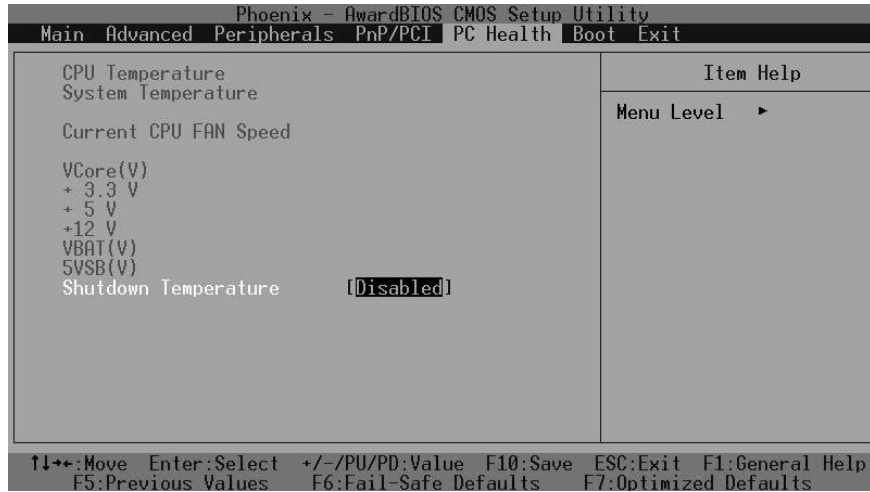 Phoenix - AwardBIOS CMOS Setup Utility
Main Advanced Peripherals PnP/PCI PC Health Boot Exit
CPU Temperature
System Temperature
Current CPU FAN Speed
VCore(V)
+ 3.3 V
+ 5 V
+12 V
VBAT(V)
5VSB(V)
Shutdown Temperature [Disabled]
Item Help
Menu Level ►
↑↓→←:Move Enter:Select +/-/PU/PD:Value F10:Save ESC:Exit F1:General Help
F5:Previous Values F6:Fail-Safe Defaults F7:Optimized Defaults